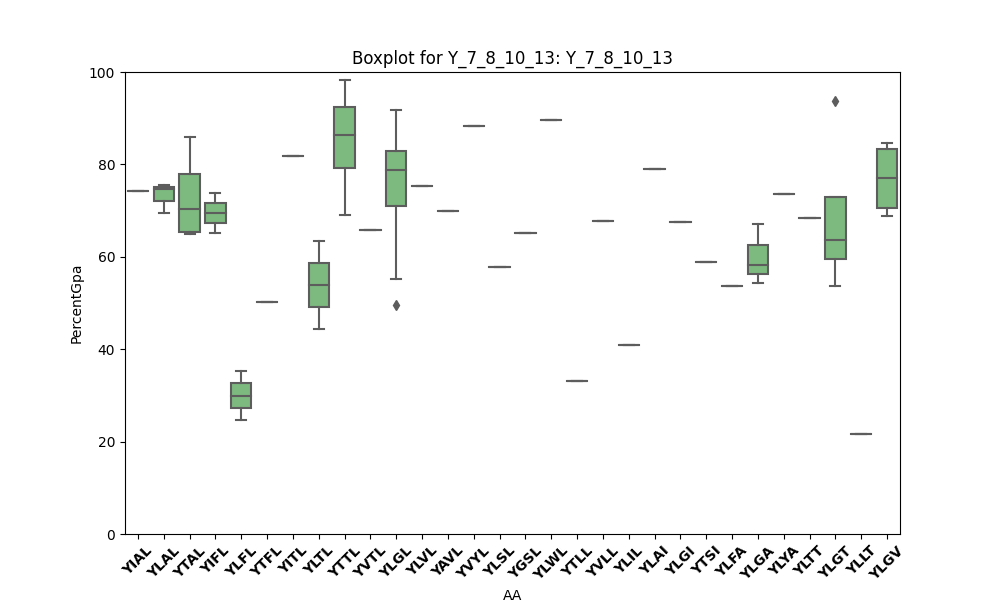 Boxplot for Y_7_8_10_13: Y_7_8_10_13
100
80
60
40
20
0
PercentGpa
YIAL YLAL YTAL YIFL YLFL YTFL YITL YLTL YTTL YVTL YLGL YLVL YAVL YVYL YLSL YGSL YLWL YTLL YVLL YLIL YLAI YLGI YTSI YLFA YLGA YLYA YLTT YLGT YLLT YLGV
AA